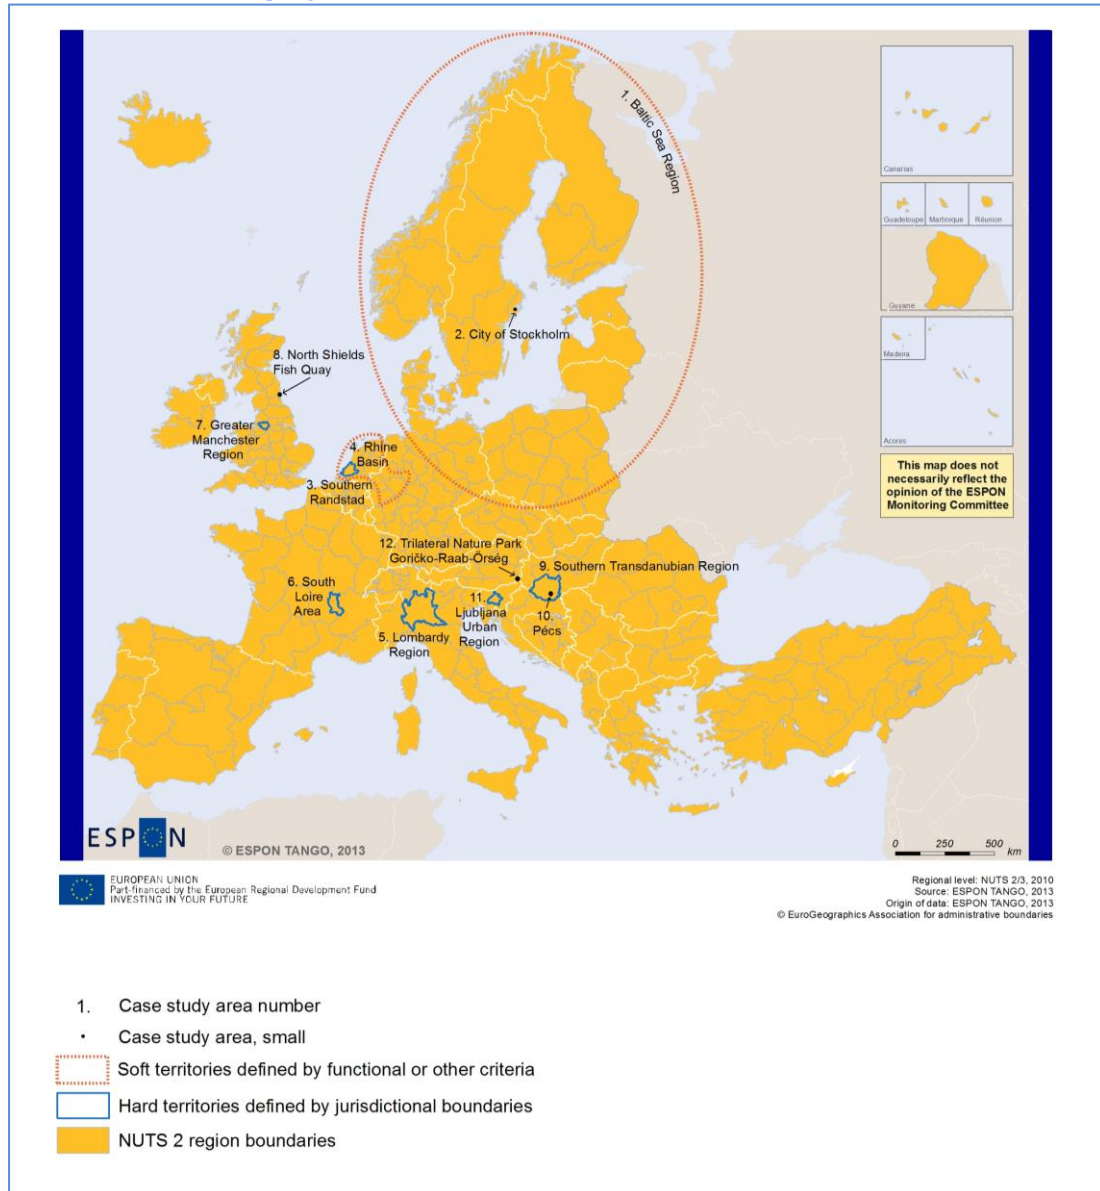 1. Baltic Sea Region
Canarias
Guadeloupe
Martinique
Réunion
Guyane
2. City of Stockholm
Madeira
8. North Shields
Fish Quay
7. Greater
Manchester
Region
4. Rhine
Basin
3. Southern
Randstad
Acores
This map does not
necessarily reflect the
opinion of the ESPON
Monitoring Committee
12. Trilateral Nature Park
Goričko-Raab-Örség
9. Southern Transdanubian Region
6. South
Loire
Area
11.
Ljubljana
Urban
Region
10.
Pécs
5. Lombardy
Region
ESPON
© ESPON TANGO, 2013
0 250 500
km
EUROPEAN UNION
Part-financed by the European Regional Development Fund
INVESTING IN YOUR FUTURE
Regional level: NUTS 2/3, 2010
Source: ESPON TANGO, 2013
Origin of data: ESPON TANGO, 2013
© EuroGeographics Association for administrative boundaries
1. Case study area number
Case study area, small
Soft territories defined by functional or other criteria
Hard territories defined by jurisdictional boundaries
NUTS 2 region boundaries